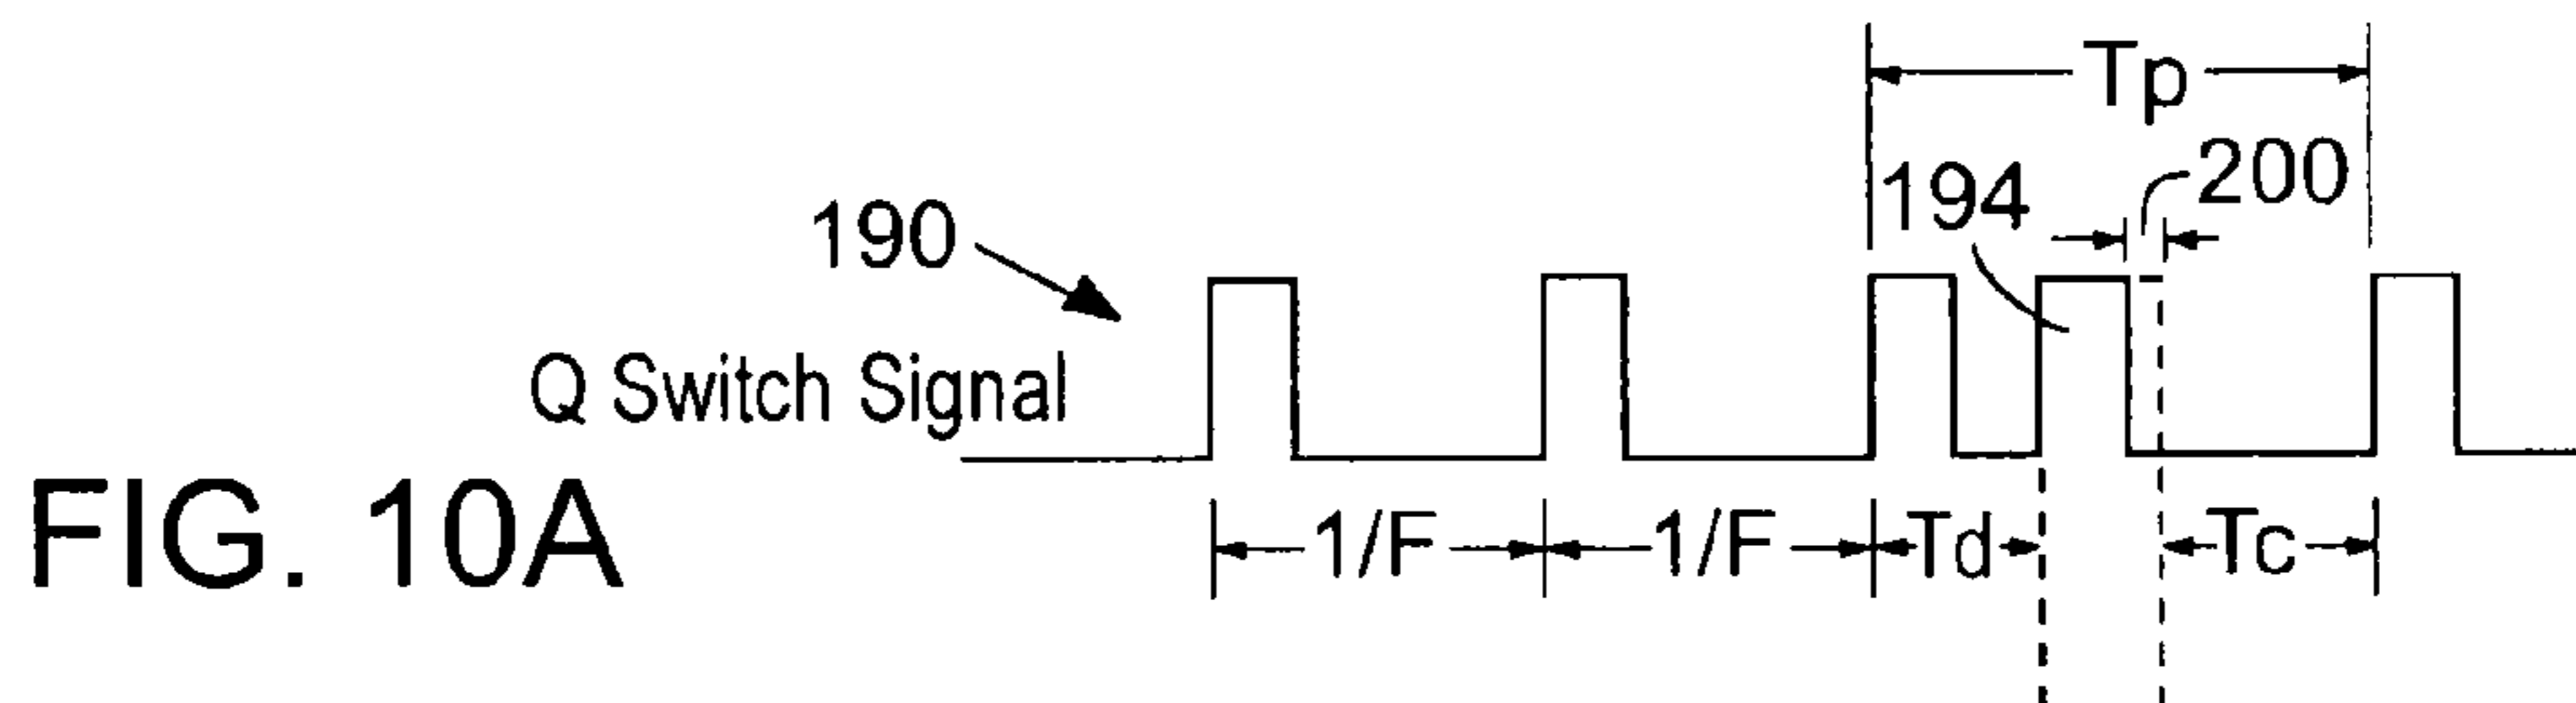 Tp
200
194
190
Q Switch Signal
1/F 1/F Td Tc
FIG. 10A